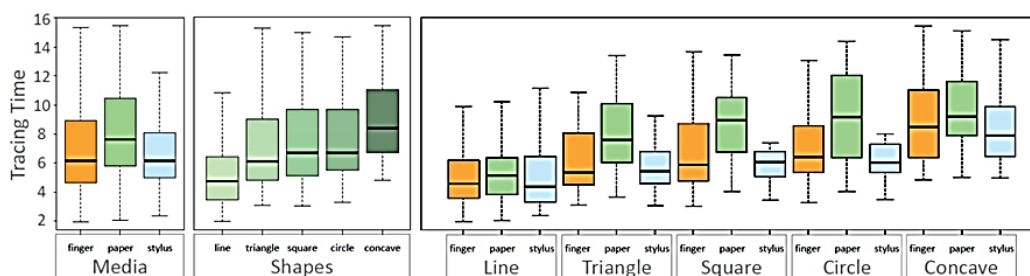 Tracing Time
16
14
12
10
8
6
4
2
finger paper stylus
Media
line triangle square circle concave
Shapes
finger paper stylus finger paper stylus finger paper stylus finger paper stylus finger paper stylus
Line Triangle Square Circle Concave